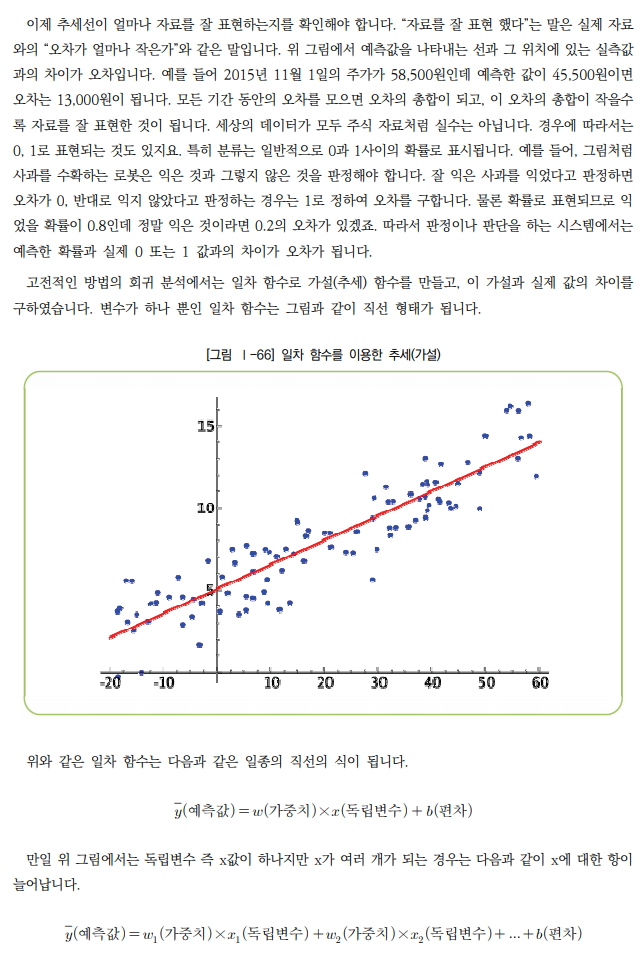 이제 추세선이 얼마나 자료를 잘 표현하는지를 확인해야 합니다. “자료를 잘 표현 했다”는 말은 실제 자료
와의 “오차가 얼마나 작은가”와 같은 말입니다. 위 그림에서 예측값을 나타내는 선과 그 위치에 있는 실측값
과의 차이가 오차입니다. 예를 들어 2015년 11월 1일의 주가가 58,500원인데 예측한 값이 45,500원이면
오차는 13,000원이 됩니다. 모든 기간 동안의 오차를 모으면 오차의 총합이 되고, 이 오차의 총합이 작을수
록 자료를 잘 표현한 것이 됩니다. 세상의 데이터가 모두 주식 자료처럼 실수는 아닙니다. 경우에 따라서는
0, 1로 표현되는 것도 있지요. 특히 분류는 일반적으로 0과 1사이의 확률로 표시됩니다. 예를 들어, 그림처럼
사과를 수확하는 로봇은 익은 것과 그렇지 않은 것을 판정해야 합니다. 잘 익은 사과를 익었다고 판정하면
오차가 0, 반대로 익지 않았다고 판정하는 경우는 1로 정하여 오차를 구합니다. 물론 확률로 표현되므로 익
었을 확률이 0.8인데 정말 익은 것이라면 0.2의 오차가 있겠죠. 따라서 판정이나 판단을 하는 시스템에서는
예측한 확률과 실제 0 또는 1 값과의 차이가 오차가 됩니다.
고전적인 방법의 회귀 분석에서는 일차 함수로 가설(추세) 함수를 만들고, 이 가설과 실제 값의 차이를
구하였습니다. 변수가 하나 뿐인 일차 함수는 그림과 같이 직선 형태가 됩니다.
[그림 Ⅰ-66] 일차 함수를 이용한 추세(가설)
15
10
5
-20 -10 10 20 30 40 50 60
위와 같은 일차 함수는 다음과 같은 일종의 직선의 식이 됩니다.
y̅(예측값)=w(가중치)×x(독립변수)+b(편차)
만일 위 그림에서는 독립변수 즉 x값이 하나지만 x가 여러 개가 되는 경우는 다음과 같이 x에 대한 항이
늘어납니다.
y̅(예측값)=w₁(가중치)×x₁(독립변수)+w₂(가중치)×x₂(독립변수)+...+b(편차)